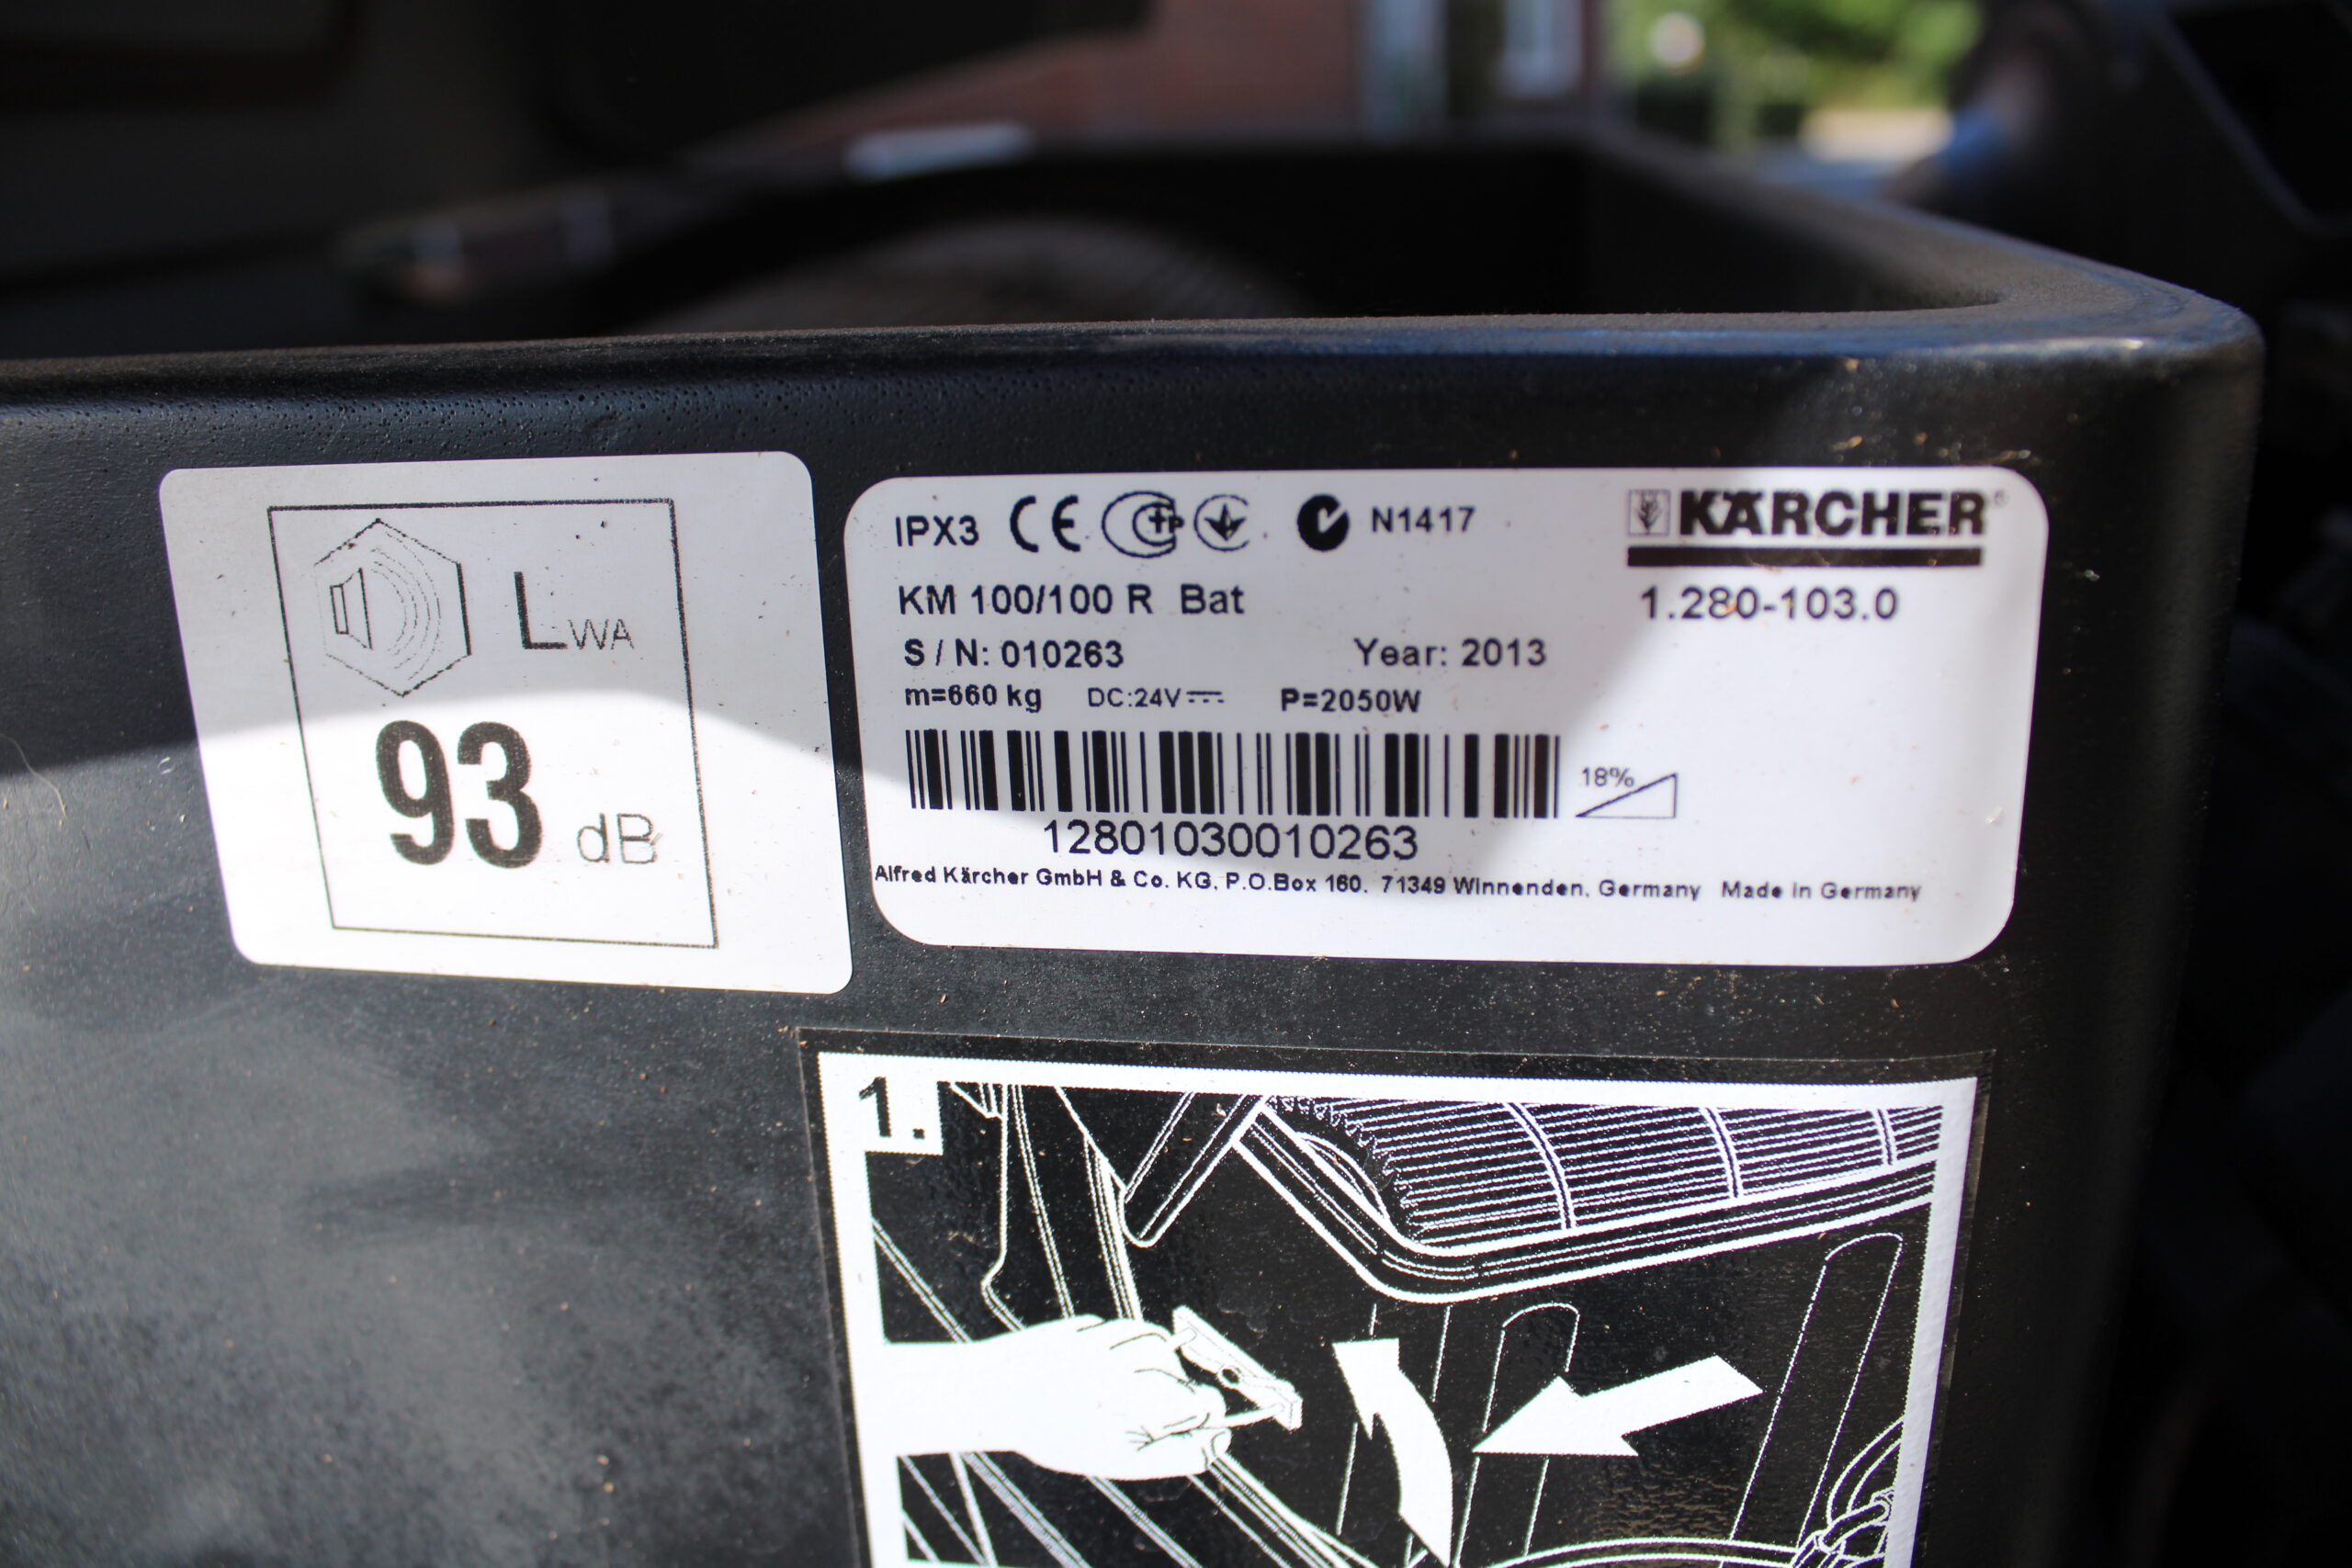 LWA
93 dB
IPX3 CE N1417
KÄRCHER
KM 100/100 R Bat
1.280-103.0
S / N: 010263 Year: 2013
m=660 kg DC:24V P=2050W
18%
12801030010263
Alfred Kärcher GmbH & Co. KG, P.O.Box 160. 71349 Winnenden, Germany Made in Germany
1.